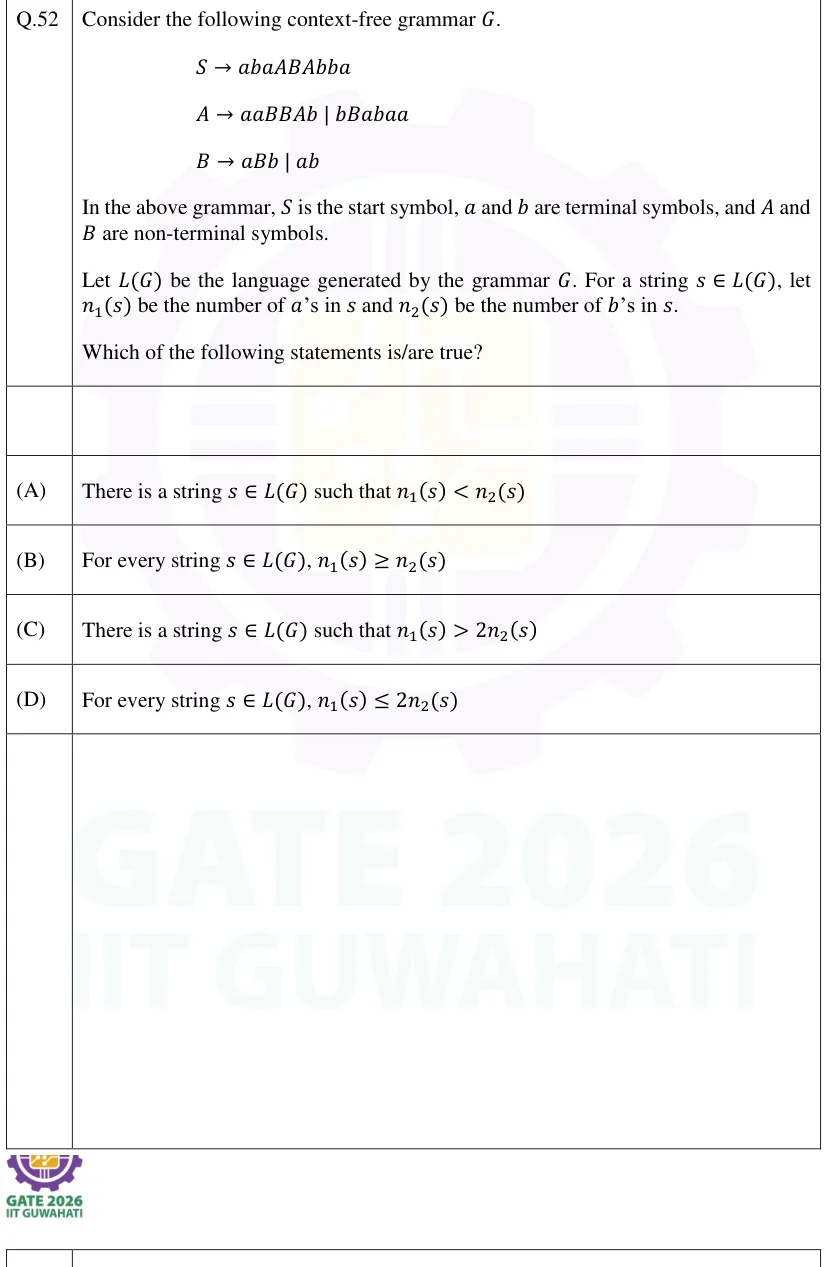 Q.52 Consider the following context-free grammar 𝐺.
𝑆 → 𝑎𝑏𝑎𝐴𝐵𝐴𝑏𝑏𝑎
𝐴 → 𝑎𝑎𝐵𝐵𝐴𝑏 | 𝑏𝐵𝑎𝑏𝑎𝑎
𝐵 → 𝑎𝐵𝑏 | 𝑎𝑏
In the above grammar, 𝑆 is the start symbol, 𝑎 and 𝑏 are terminal symbols, and 𝐴 and
𝐵 are non-terminal symbols.
Let 𝐿(𝐺) be the language generated by the grammar 𝐺. For a string 𝑠 ∈ 𝐿(𝐺), let
𝑛₁(𝑠) be the number of 𝑎’s in 𝑠 and 𝑛₂(𝑠) be the number of 𝑏’s in 𝑠.
Which of the following statements is/are true?
(A) There is a string 𝑠 ∈ 𝐿(𝐺) such that 𝑛₁(𝑠) < 𝑛₂(𝑠)
(B) For every string 𝑠 ∈ 𝐿(𝐺), 𝑛₁(𝑠) ≥ 𝑛₂(𝑠)
(C) There is a string 𝑠 ∈ 𝐿(𝐺) such that 𝑛₁(𝑠) > 2𝑛₂(𝑠)
(D) For every string 𝑠 ∈ 𝐿(𝐺), 𝑛₁(𝑠) ≤ 2𝑛₂(𝑠)
GATE 2026
IIT GUWAHATI
GATE 2026
IIT GUWAHATI